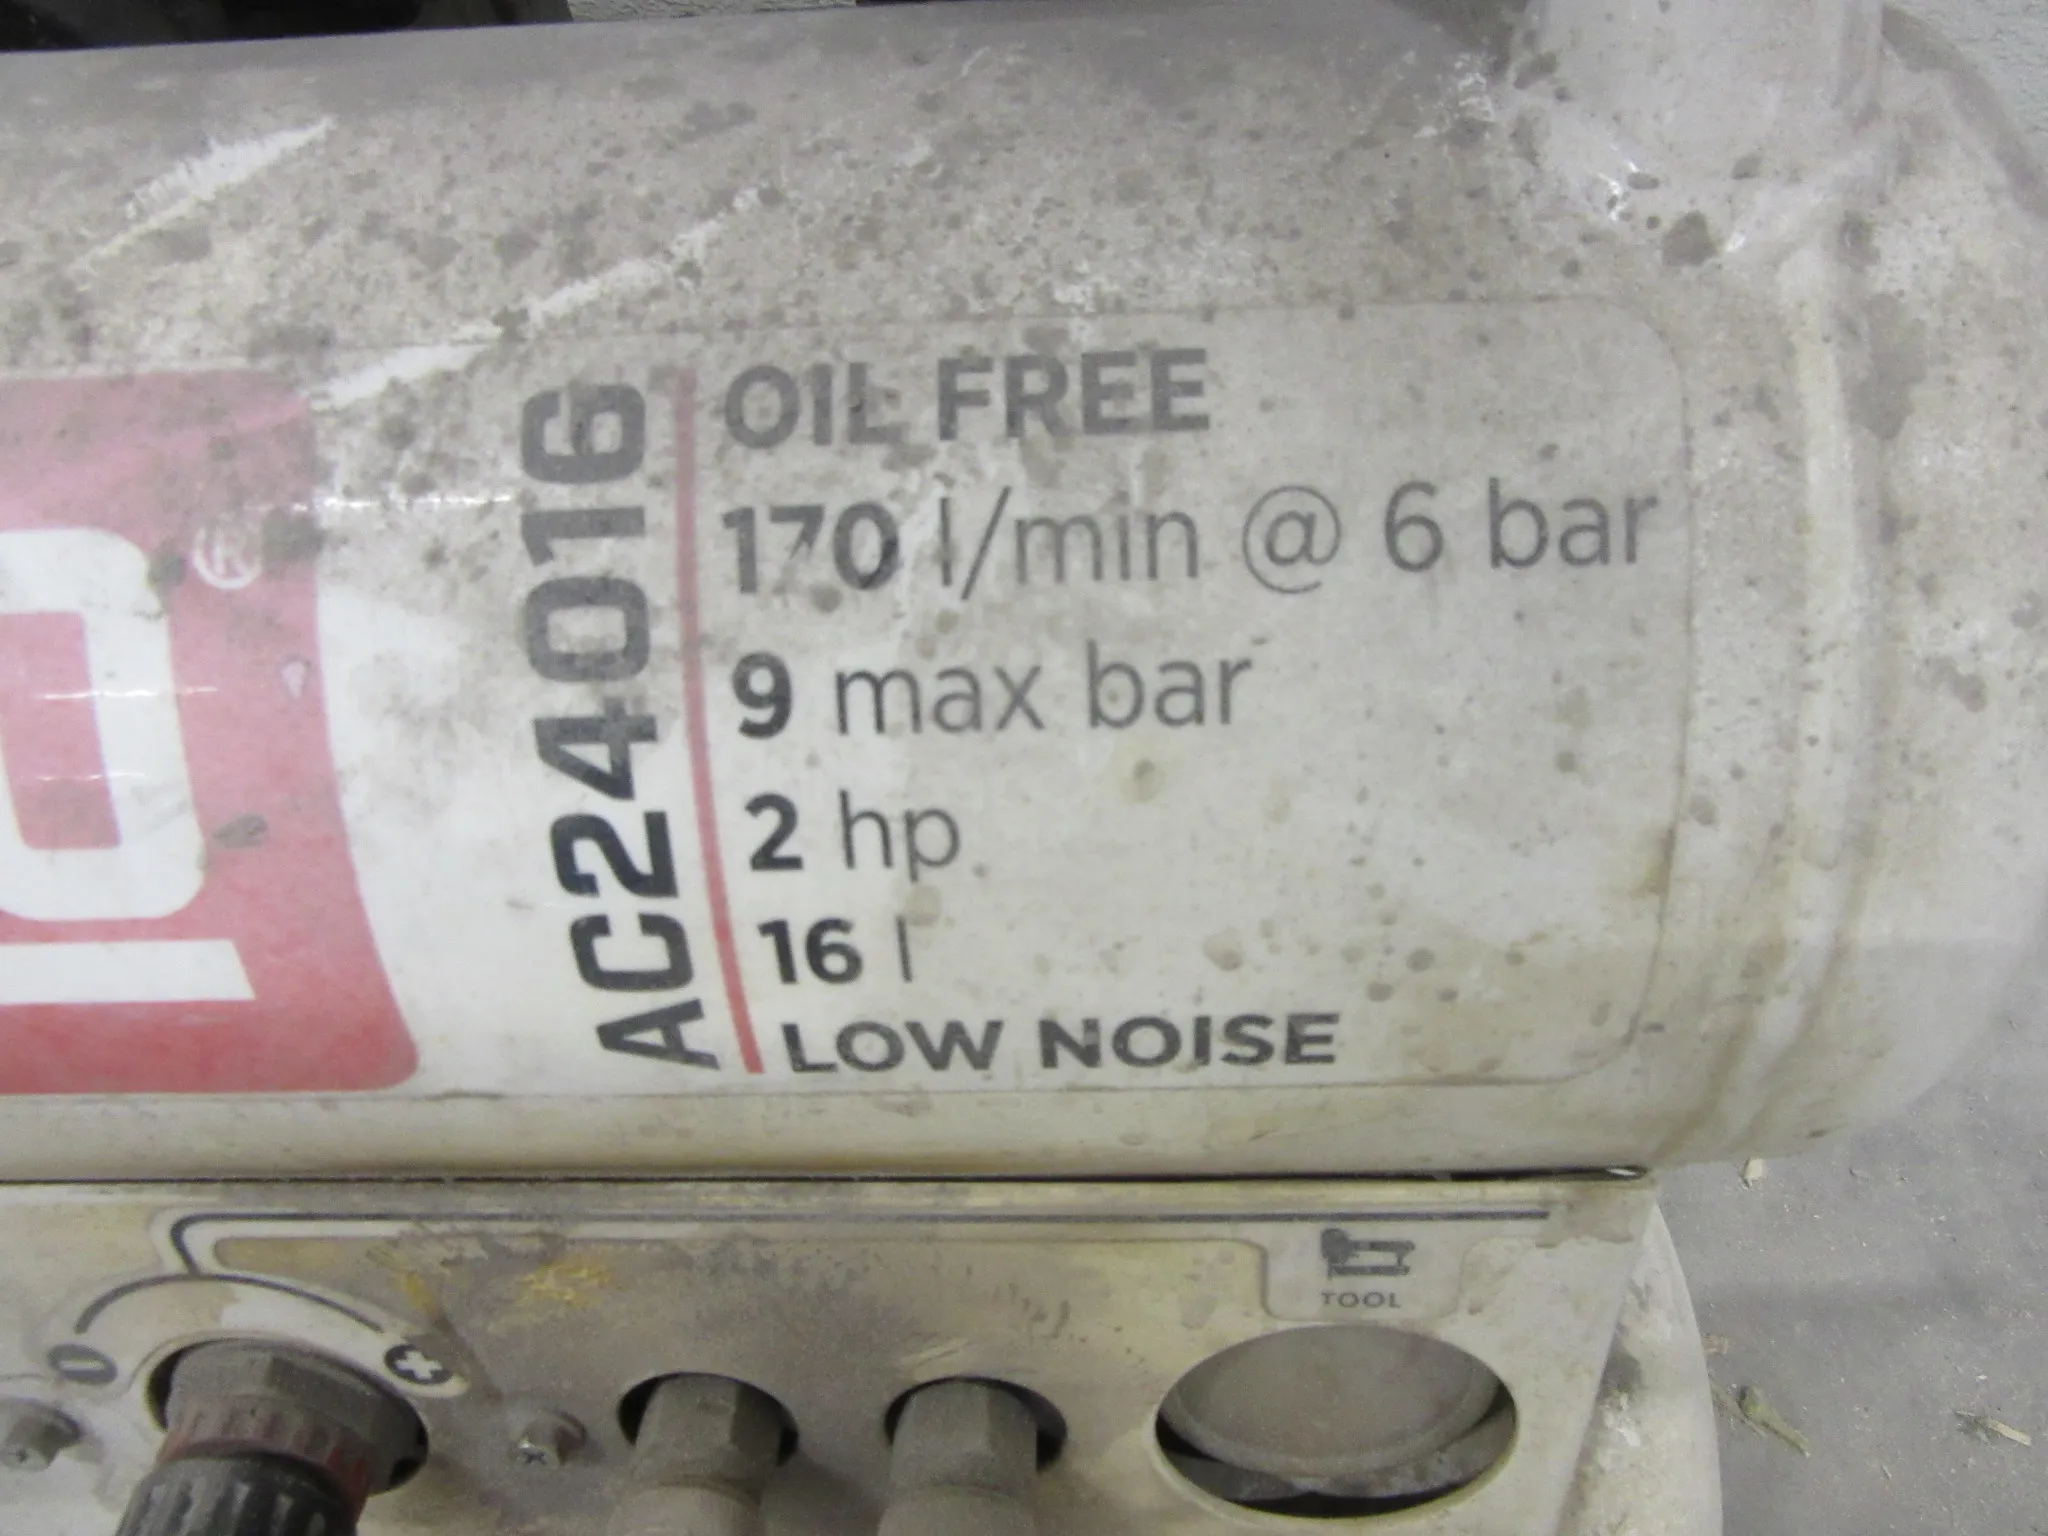 ®
AC24016
OIL FREE
170 l/min @ 6 bar
9 max bar
2 hp
16 l
LOW NOISE
TOOL